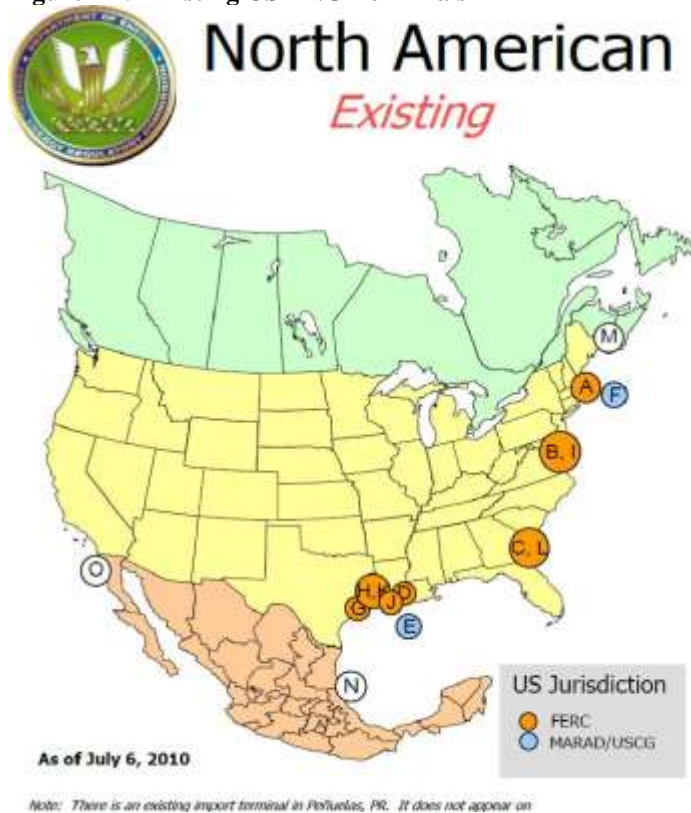 North American
Existing
M
A
F
B, I
C, L
O
H,K
D
J
G
E
N
US Jurisdiction
FERC
MARAD/USCG
As of July 6, 2010
Note: There is an existing import terminal in Peñuelas, PR. It does not appear on